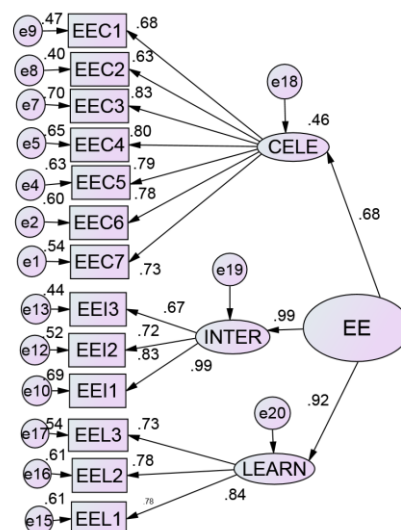 .47
e9 EEC1 .68
.40
e8 EEC2 .63
e18
.70
e7 EEC3 .83
.46
.65
e5 EEC4 .80 CELE
.63
e4 EEC5 .79
.60 .78
e2 EEC6
.68
.54
e1 EEC7 .73
e19
.44
e13 EEI3 .67
.99 EE
.52
e12 EEI2 .72 INTER
.83
.69 .99
e10 EEI1
.92
e20
.54
e17 EEL3 .73
.61
e16 EEL2 .78 LEARN
.84
.61
e15 EEL1 .78